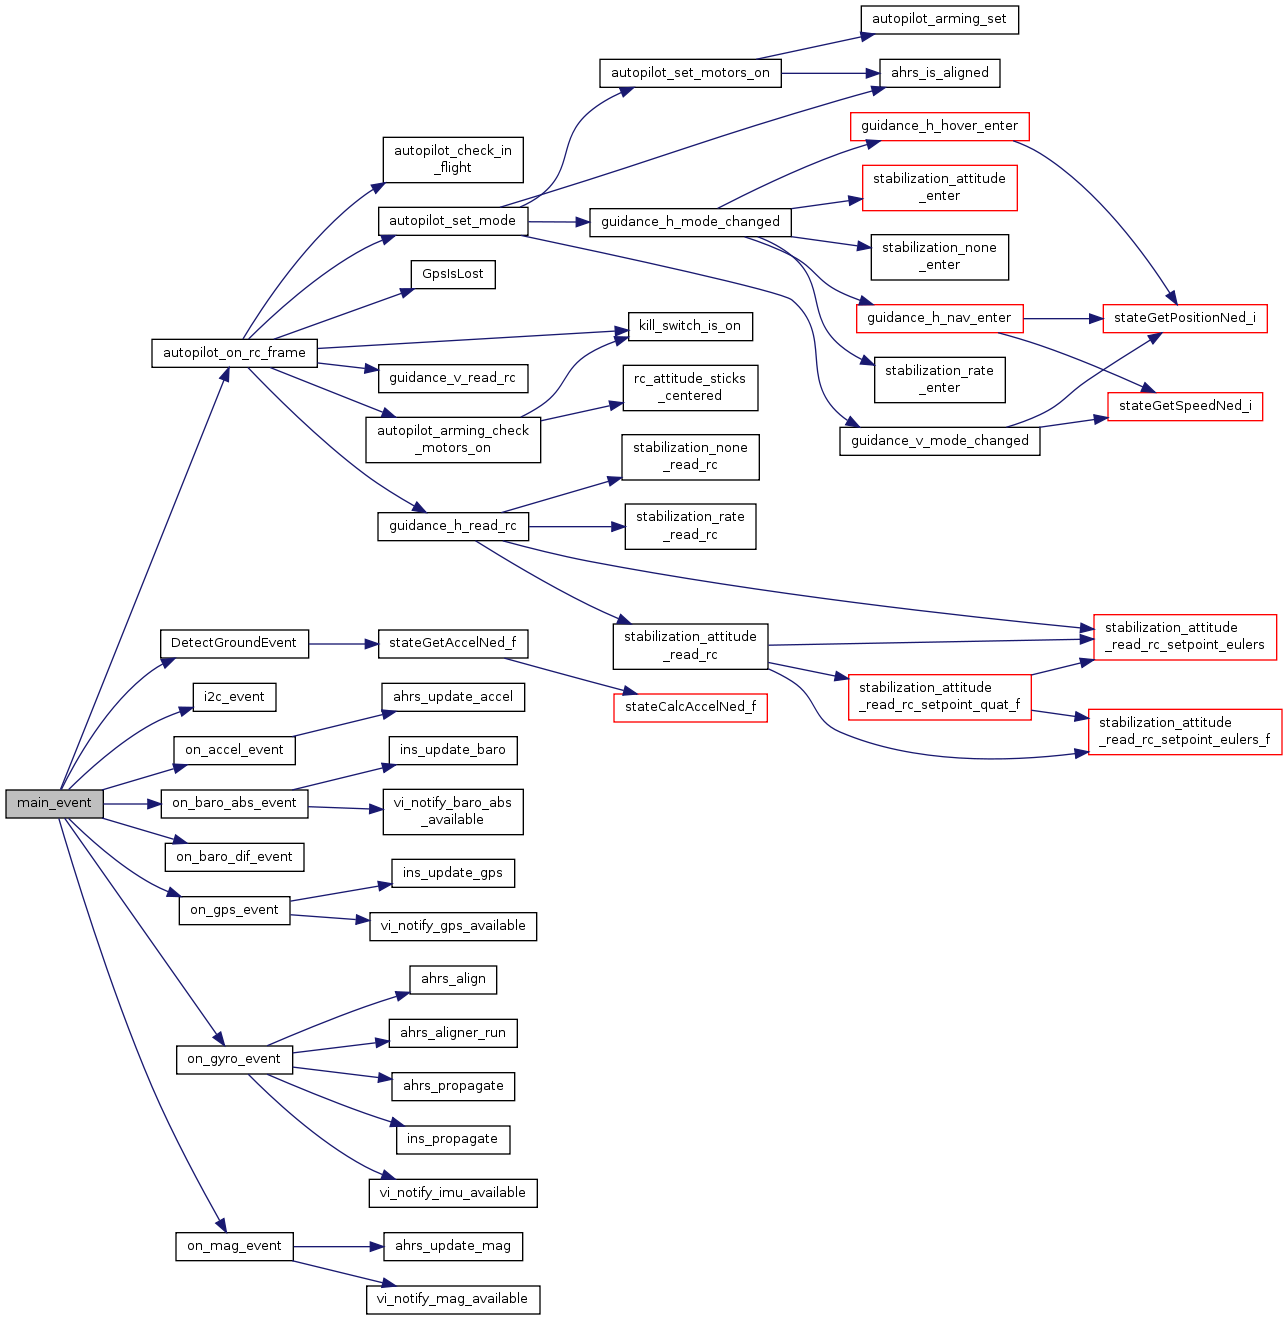 autopilot_arming_set
autopilot_set_motors_on
ahrs_is_aligned
guidance_h_hover_enter
autopilot_check_in
_flight
stabilization_attitude
_enter
autopilot_set_mode
guidance_h_mode_changed
stabilization_none
_enter
GpsIsLost
guidance_h_nav_enter
stateGetPositionNed_i
kill_switch_is_on
autopilot_on_rc_frame
guidance_v_read_rc
rc_attitude_sticks
_centered
stabilization_rate
_enter
stateGetSpeedNed_i
autopilot_arming_check
_motors_on
guidance_v_mode_changed
stabilization_none
_read_rc
guidance_h_read_rc
stabilization_rate
_read_rc
DetectGroundEvent
stateGetAccelNed_f
stabilization_attitude
_read_rc
stabilization_attitude
_read_rc_setpoint_eulers
i2c_event
ahrs_update_accel
stateCalcAccelNed_f
stabilization_attitude
_read_rc_setpoint_quat_f
stabilization_attitude
_read_rc_setpoint_eulers_f
on_accel_event
ins_update_baro
main_event
on_baro_abs_event
vi_notify_baro_abs
_available
on_baro_dif_event
ins_update_gps
on_gps_event
vi_notify_gps_available
ahrs_align
ahrs_aligner_run
on_gyro_event
ahrs_propagate
ins_propagate
vi_notify_imu_available
on_mag_event
ahrs_update_mag
vi_notify_mag_available